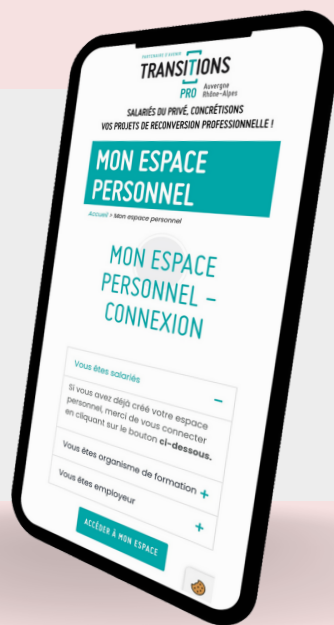 PARTENAIRE D'AVENIR
TRANSITIONS
PRO Auvergne
Rhône-Alpes
SALARIÉS DU PRIVÉ, CONCRÉTISONS
VOS PROJETS DE RECONVERSION PROFESSIONNELLE !
MON ESPACE
PERSONNEL
Accueil > Mon espace personnel
MON ESPACE
PERSONNEL –
CONNEXION
Vous êtes salariés –
Si vous avez déjà créé votre espace
personnel, merci de vous connecter
en cliquant sur le bouton ci-dessous.
Vous êtes organisme de formation +
Vous êtes employeur +
ACCÉDER À MON ESPACE